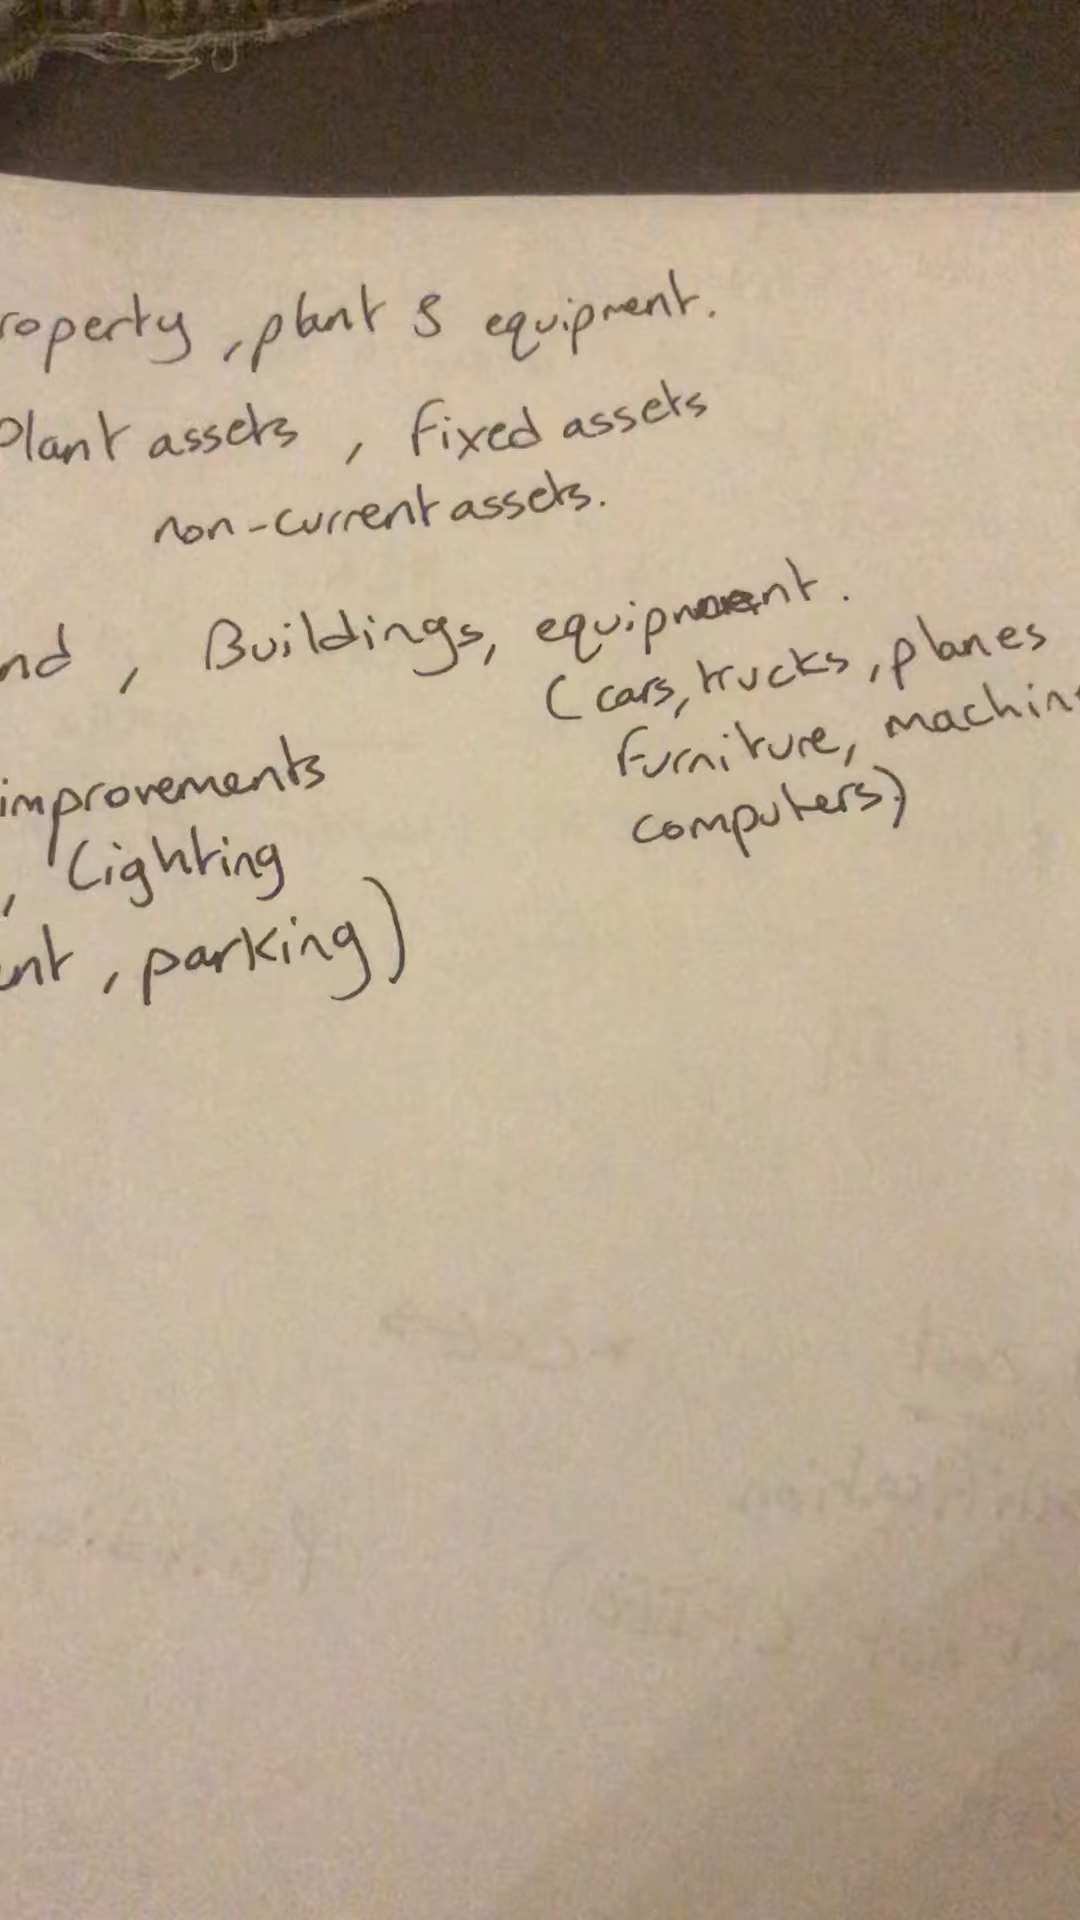 roperty, plant & equipment.
Plant assets, fixed assets
non-current assets.
nd, Buildings, equipment.
(cars, trucks, planes
improvements
furniture, machin
, Lighting
computers)
nt, parking)